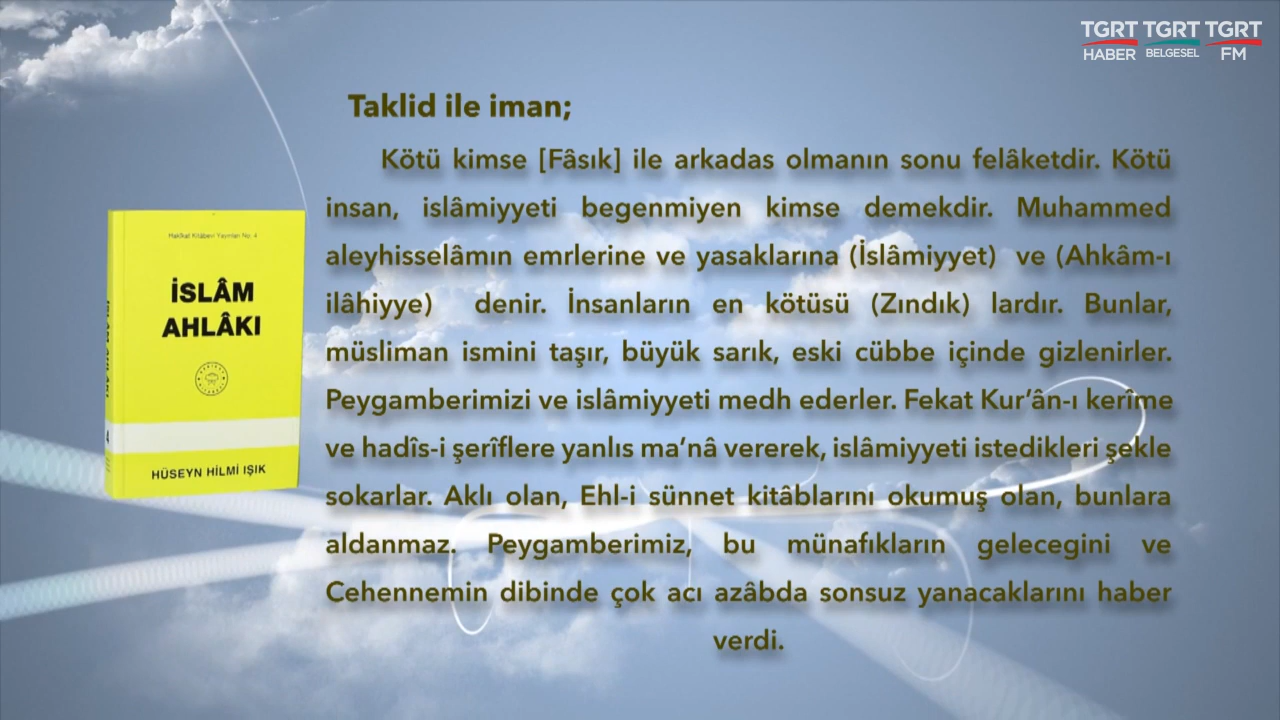 TGRT TGRT TGRT
HABER BELGESEL FM
Taklid ile iman;
Kötü kimse [Fâsık] ile arkadas olmanın sonu felâketdir. Kötü
insan, islâmiyyeti begenmiyen kimse demekdir. Muhammed
aleyhisselâmın emrlerine ve yasaklarına (İslâmiyyet) ve (Ahkâm-ı
ilâhiyye) denir. İnsanların en kötüsü (Zındık) lardır. Bunlar,
müsliman ismini taşır, büyük sarık, eski cübbe içinde gizlenirler.
Peygamberimizi ve islâmiyyeti medh ederler. Fekat Kur’ân-ı kerîme
ve hadîs-i şerîflere yanlıs ma’nâ vererek, islâmiyyeti istedikleri şekle
sokarlar. Aklı olan, Ehl-i sünnet kitâblarını okumuş olan, bunlara
aldanmaz. Peygamberimiz, bu münafıkların gelecegini ve
Cehennemin dibinde çok acı azâbda sonsuz yanacaklarını haber
verdi.
Hakîkat Kitâbevi Yayınları No: 4
İSLÂM
AHLÂKI
HÜSEYN HİLMİ IŞIK